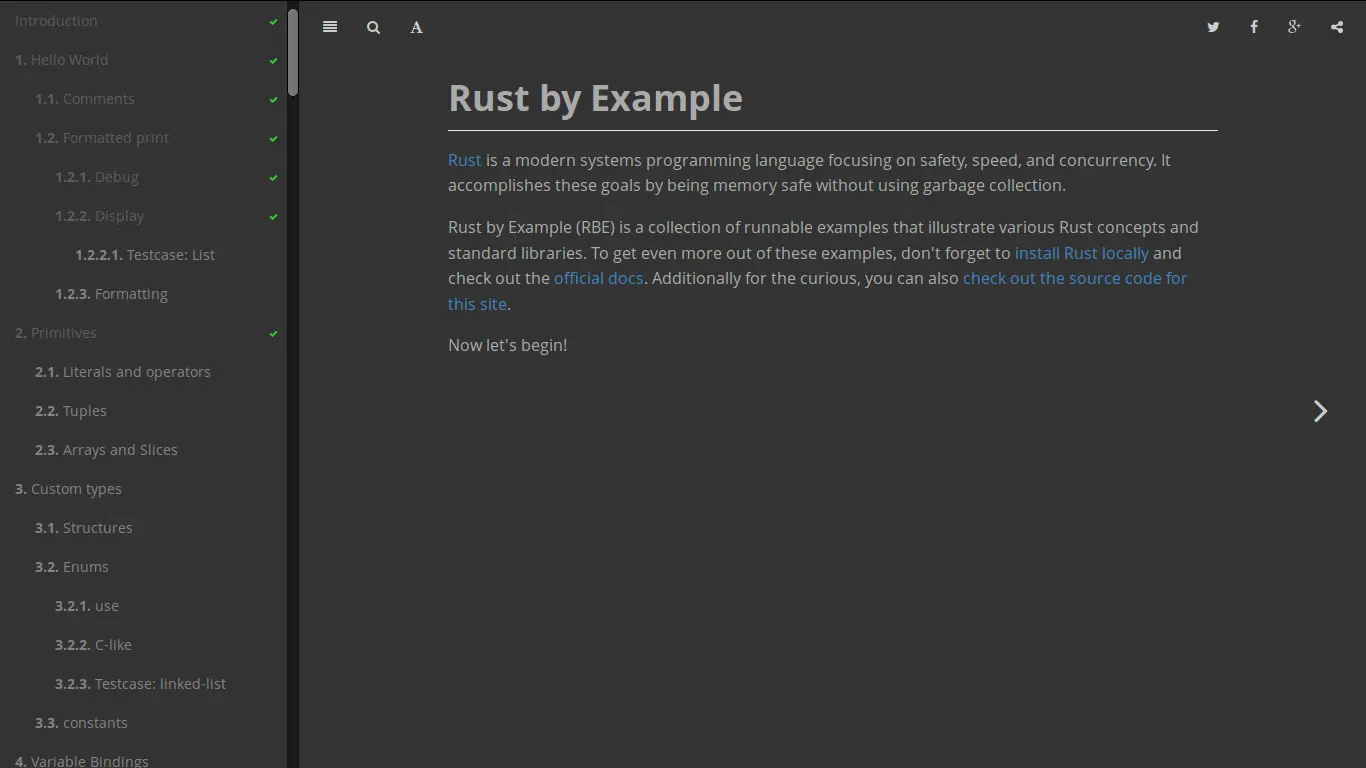 Introduction
1. Hello World
1.1. Comments
1.2. Formatted print
1.2.1. Debug
1.2.2. Display
1.2.2.1. Testcase: List
1.2.3. Formatting
2. Primitives
2.1. Literals and operators
2.2. Tuples
2.3. Arrays and Slices
3. Custom types
3.1. Structures
3.2. Enums
3.2.1. use
3.2.2. C-like
3.2.3. Testcase: linked-list
3.3. constants
4. Variable Bindings
A
Rust by Example
Rust is a modern systems programming language focusing on safety, speed, and concurrency. It
accomplishes these goals by being memory safe without using garbage collection.
Rust by Example (RBE) is a collection of runnable examples that illustrate various Rust concepts and
standard libraries. To get even more out of these examples, don't forget to install Rust locally and
check out the official docs. Additionally for the curious, you can also check out the source code for
this site.
Now let's begin!